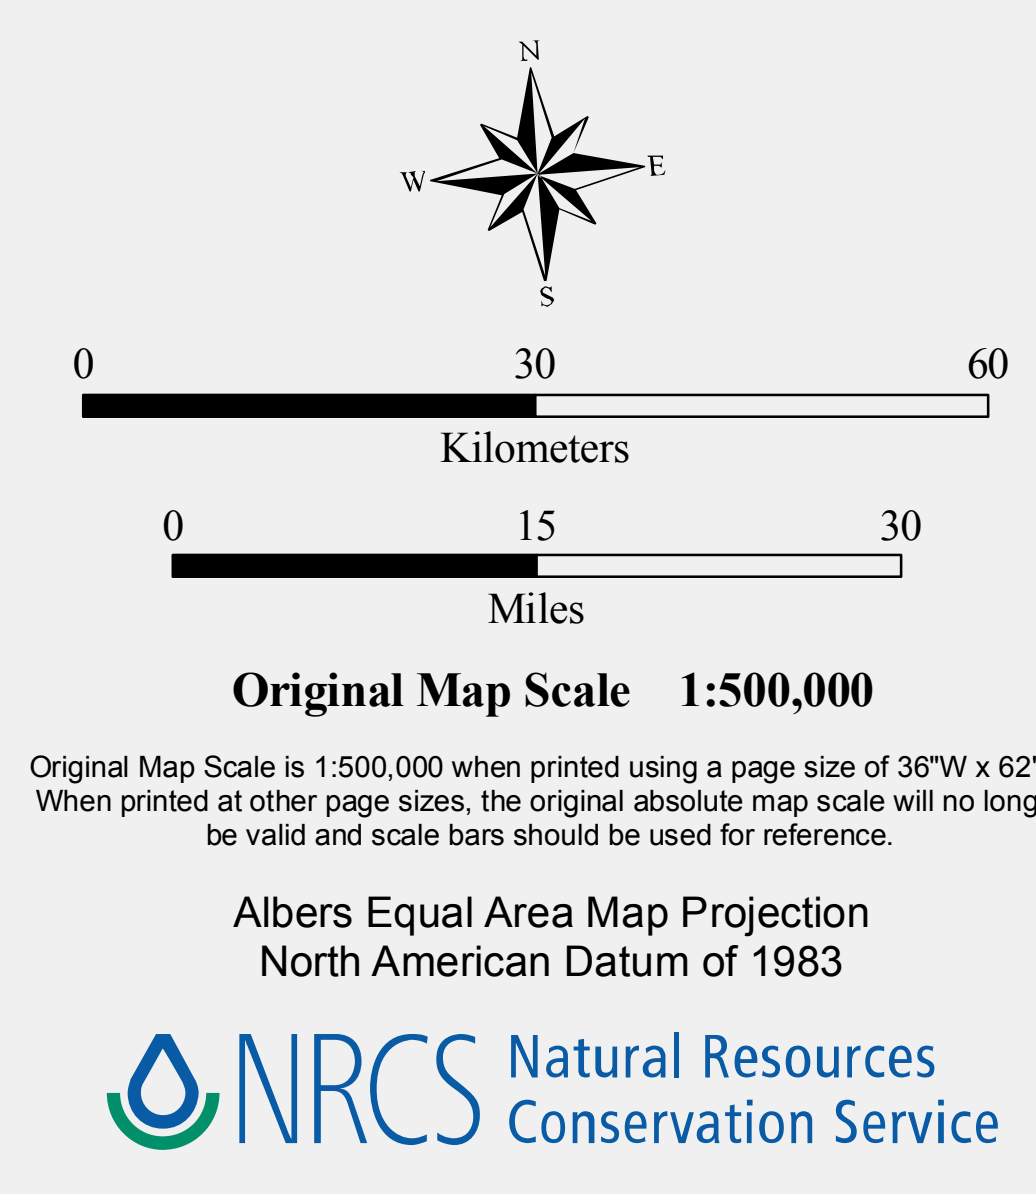 N
W E
S
0 30 60
Kilometers
0 15 30
Miles
Original Map Scale 1:500,000
Original Map Scale is 1:500,000 when printed using a page size of 36"W x 62"
When printed at other page sizes, the original absolute map scale will no long
be valid and scale bars should be used for reference.
Albers Equal Area Map Projection
North American Datum of 1983
NRCS Natural Resources
Conservation Service